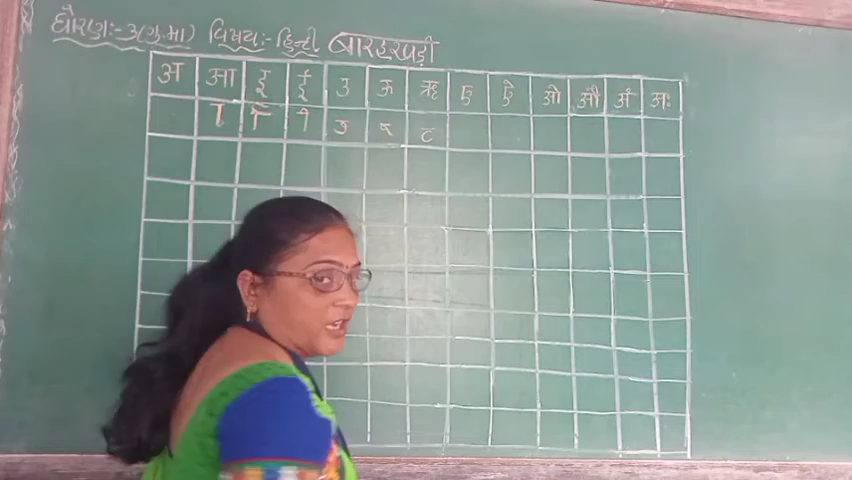 धोरण:-3(गु.मा) विषय:- हिन्दी बारहखड़ी
अ आ इ ई उ ऊ ऋ ए ऐ ओ औ अं अः
ा ि ी ु ू ृ